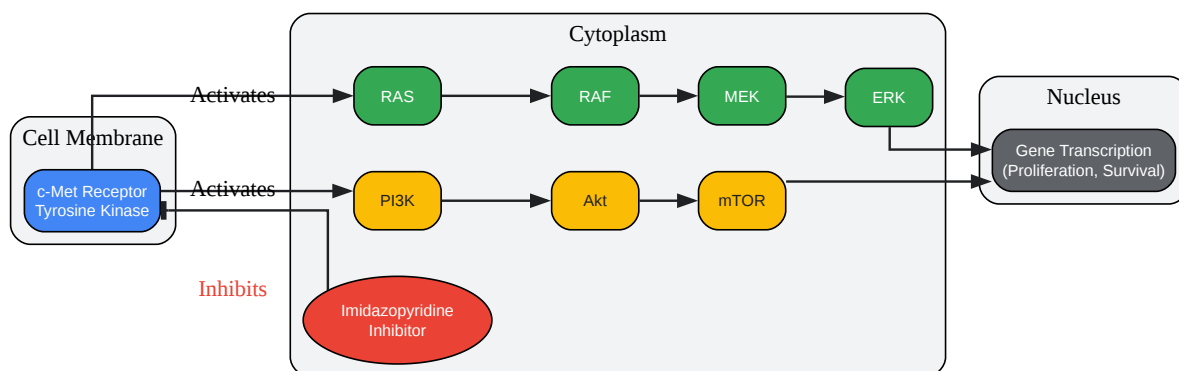 Cytoplasm
Activates
RAS
RAF
MEK
ERK
Nucleus
Cell Membrane
Gene Transcription
(Proliferation, Survival)
c-Met Receptor
Tyrosine Kinase
Activates
PI3K
Akt
mTOR
Inhibits
Imidazopyridine
Inhibitor